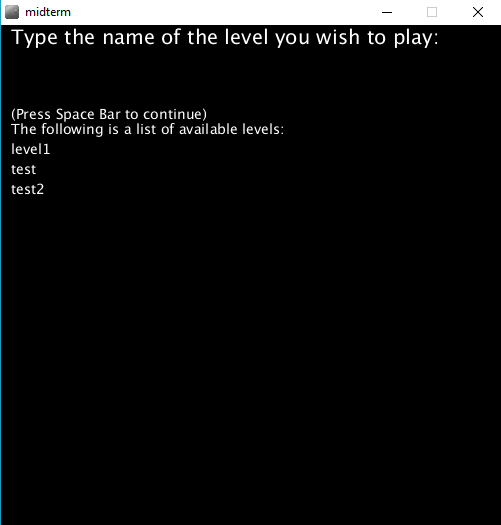 midterm
Type the name of the level you wish to play:
(Press Space Bar to continue)
The following is a list of available levels:
level1
test
test2